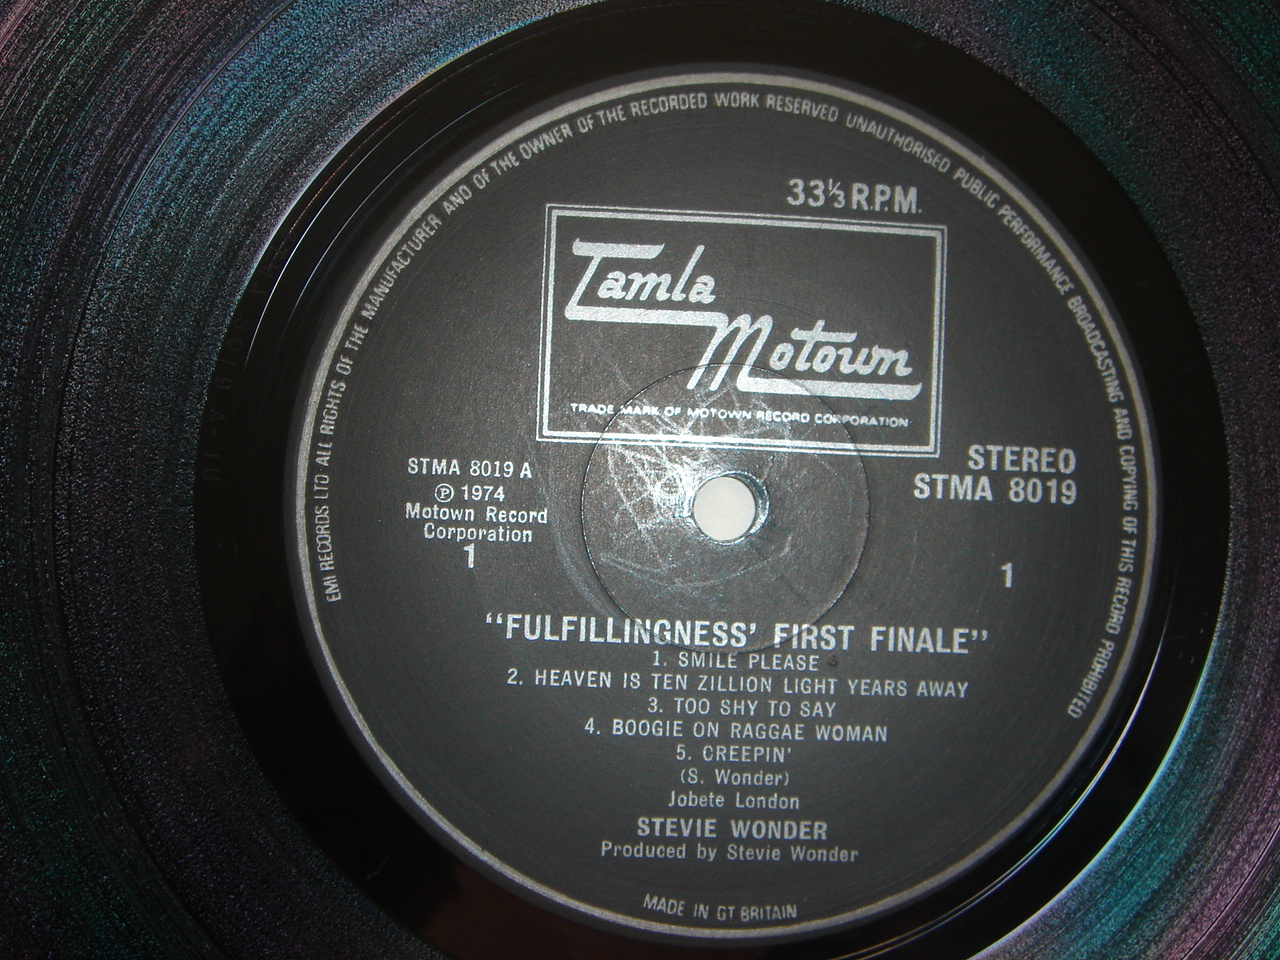 EMI RECORDS LTD ALL RIGHTS OF THE MANUFACTURER AND OF THE OWNER OF THE RECORDED WORK RESERVED UNAUTHORISED PUBLIC PERFORMANCE BROADCASTING AND COPYING OF THIS RECORD PROHIBITED
33⅓ R.P.M.
Tamla
Motown
TRADE MARK OF MOTOWN RECORD CORPORATION
STMA 8019 A
℗ 1974
Motown Record
Corporation
1
STEREO
STMA 8019
1
“FULFILLINGNESS’ FIRST FINALE”
1. SMILE PLEASE
2. HEAVEN IS TEN ZILLION LIGHT YEARS AWAY
3. TOO SHY TO SAY
4. BOOGIE ON RAGGAE WOMAN
5. CREEPIN’
(S. Wonder)
Jobete London
STEVIE WONDER
Produced by Stevie Wonder
MADE IN GT BRITAIN